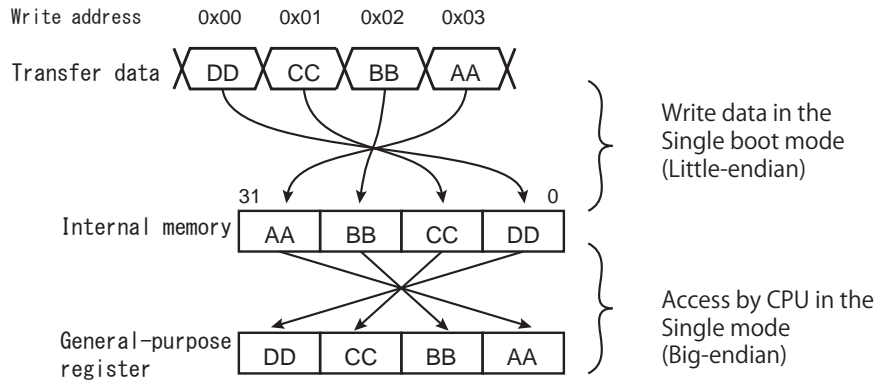 Write address 0x00 0x01 0x02 0x03
Transfer data DD CC BB AA
Write data in the
Single boot mode
(Little-endian)
31 0
Internal memory AA BB CC DD
Access by CPU in the
Single mode
(Big-endian)
General-purpose
register DD CC BB AA